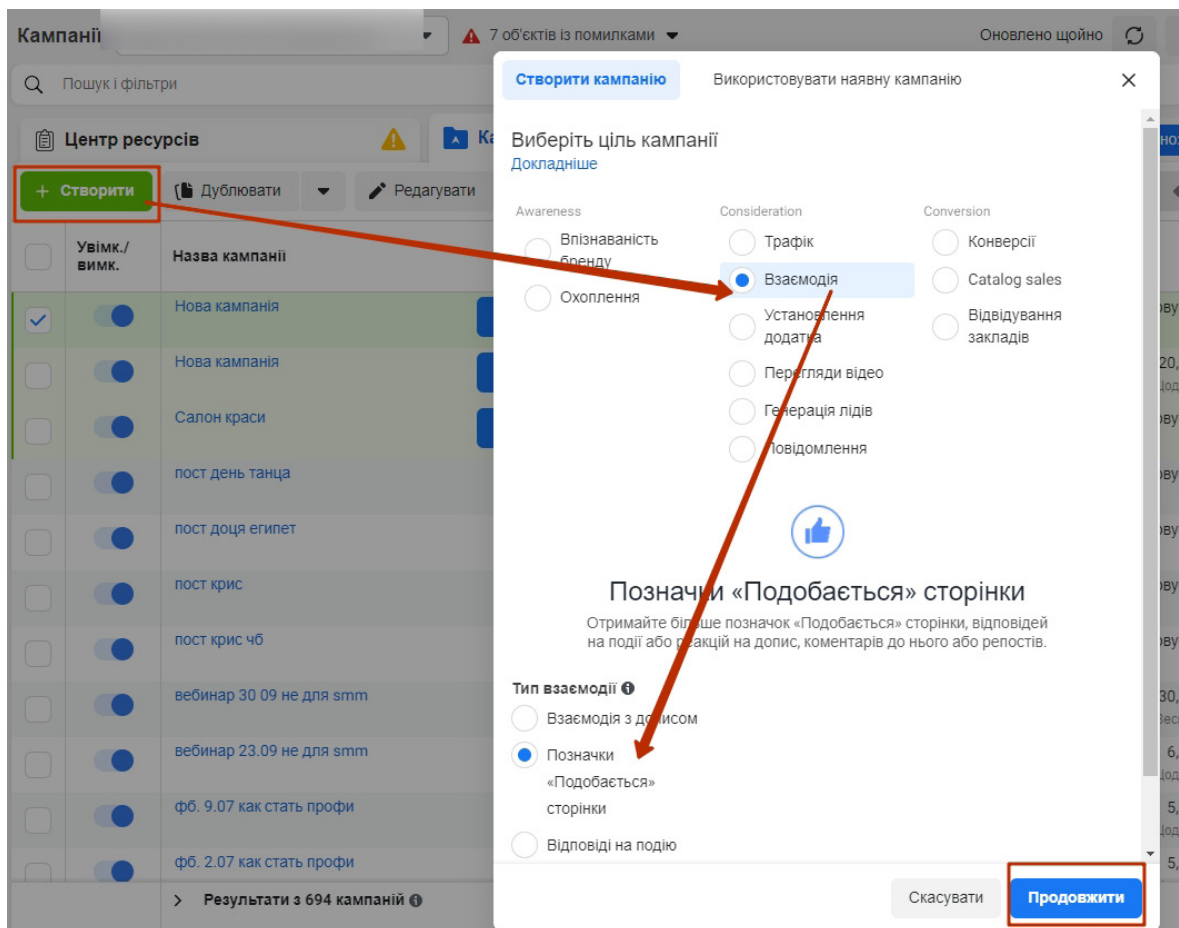 Кампанії
7 об'єктів із помилками
Оновлено щойно
Пошук і фільтри
Створити кампанію
Використовувати наявну кампанію
Центр ресурсів
Виберіть ціль кампанії
Докладніше
+ Створити
Дублювати
Редагувати
Awareness
Consideration
Conversion
Увімк./
вимк.
Назва кампанії
Впізнаваність
бренду
Охоплення
Трафік
Взаємодія
Установлення
додатка
Перегляди відео
Генерація лідів
Повідомлення
Конверсії
Catalog sales
Відвідування
закладів
Нова кампанія
Нова кампанія
Салон краси
пост день танца
пост доця египет
пост крис
пост крис чб
вебинар 30 09 не для smm
вебинар 23.09 не для smm
фб. 9.07 как стать профи
фб. 2.07 как стать профи
Позначки «Подобається» сторінки
Отримайте більше позначок «Подобається» сторінки, відповідей
на події або реакцій на допис, коментарів до нього або репостів.
Тип взаємодії
Взаємодія з дописом
Позначки
«Подобається»
сторінки
Відповіді на подію
Результати з 694 кампаній
Скасувати
Продовжити